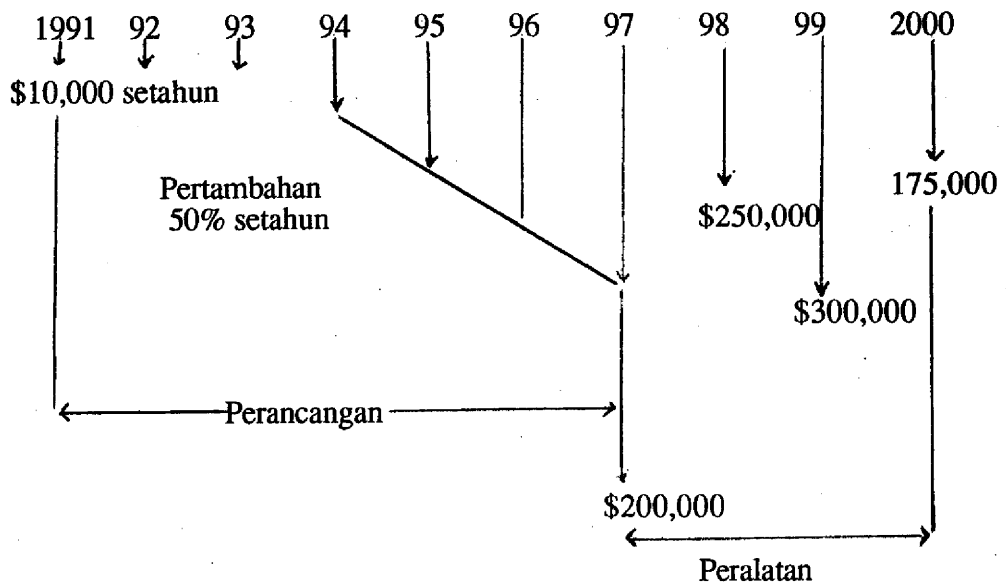 1991 92 93 94 95 96 97 98 99 2000
$10,000 setahun
Pertambahan
50% setahun
175,000
$250,000
$300,000
Perancangan
$200,000
Peralatan